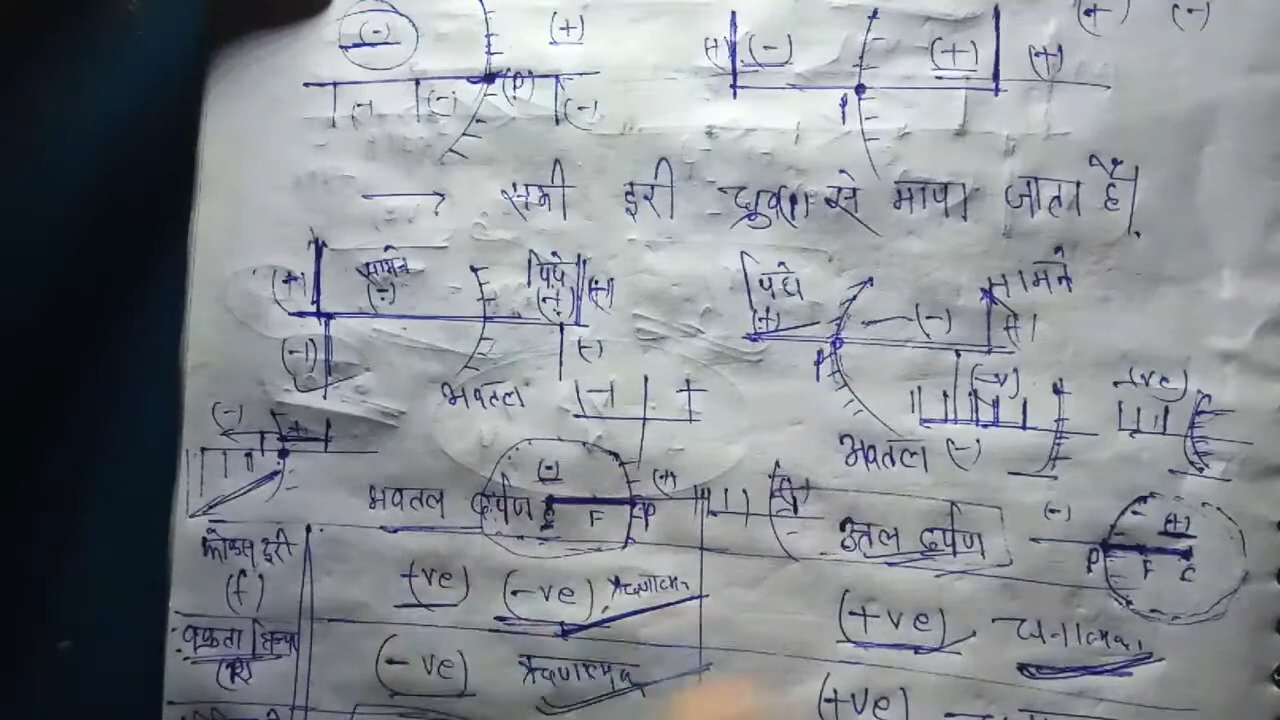 (-) (+) (+) (-)
(+) (-) (+) (+)
(-) (-) (P) (-) P
→ सभी दूरी ध्रुव से मापा जाता है।
(+) सामने (-) पिछे (+) (+) पिछे (+) (-) सामने
(-) (-) P
अवतल (-) + (-v) (-ve)
(-) + अवतल (-)
अवतल दर्पण (-) F P (+) उत्तल दर्पण (-) P (+) F C
फोकस दूरी +ve (-ve) ऋणात्मक (+ve) धनात्मक
(f)
वक्रता त्रिज्या (-ve) ऋणात्मक (+ve)
(R)